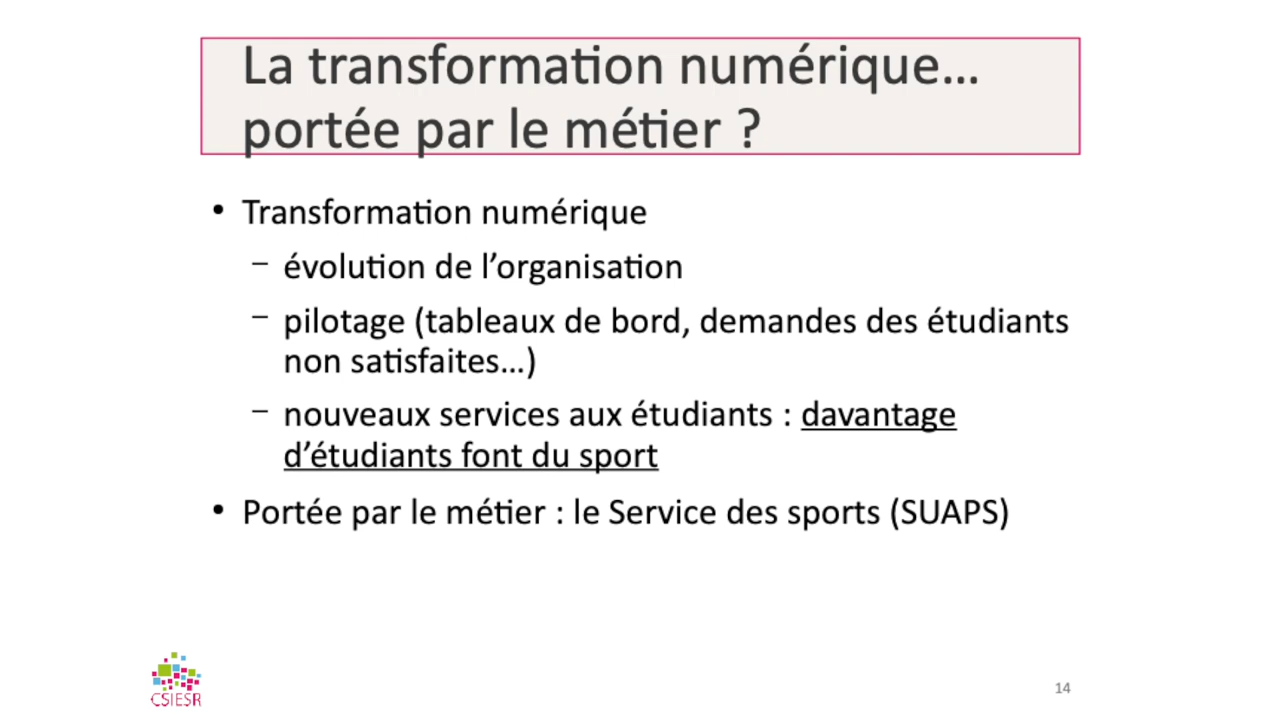 La transformation numérique…
portée par le métier ?
• Transformation numérique
– évolution de l’organisation
– pilotage (tableaux de bord, demandes des étudiants
non satisfaites…)
– nouveaux services aux étudiants : davantage
d’étudiants font du sport
• Portée par le métier : le Service des sports (SUAPS)
CSIESR
14